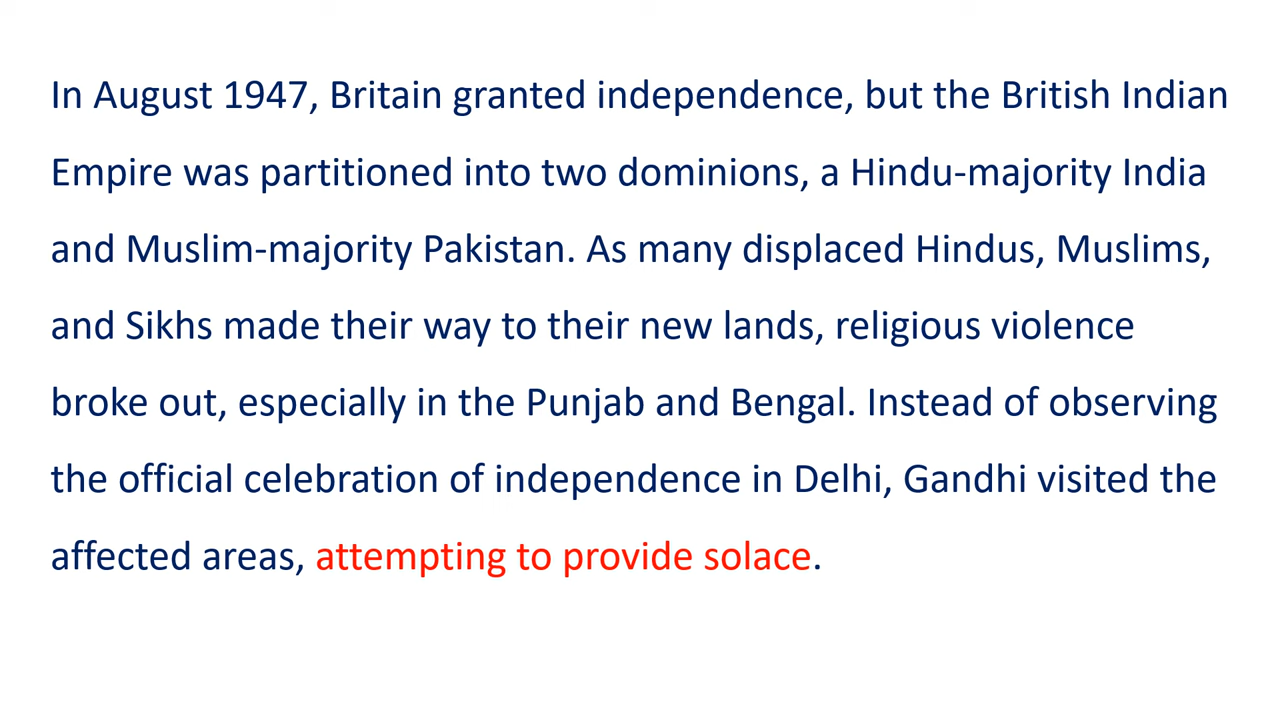 In August 1947, Britain granted independence, but the British Indian
Empire was partitioned into two dominions, a Hindu-majority India
and Muslim-majority Pakistan. As many displaced Hindus, Muslims,
and Sikhs made their way to their new lands, religious violence
broke out, especially in the Punjab and Bengal. Instead of observing
the official celebration of independence in Delhi, Gandhi visited the
affected areas, attempting to provide solace.